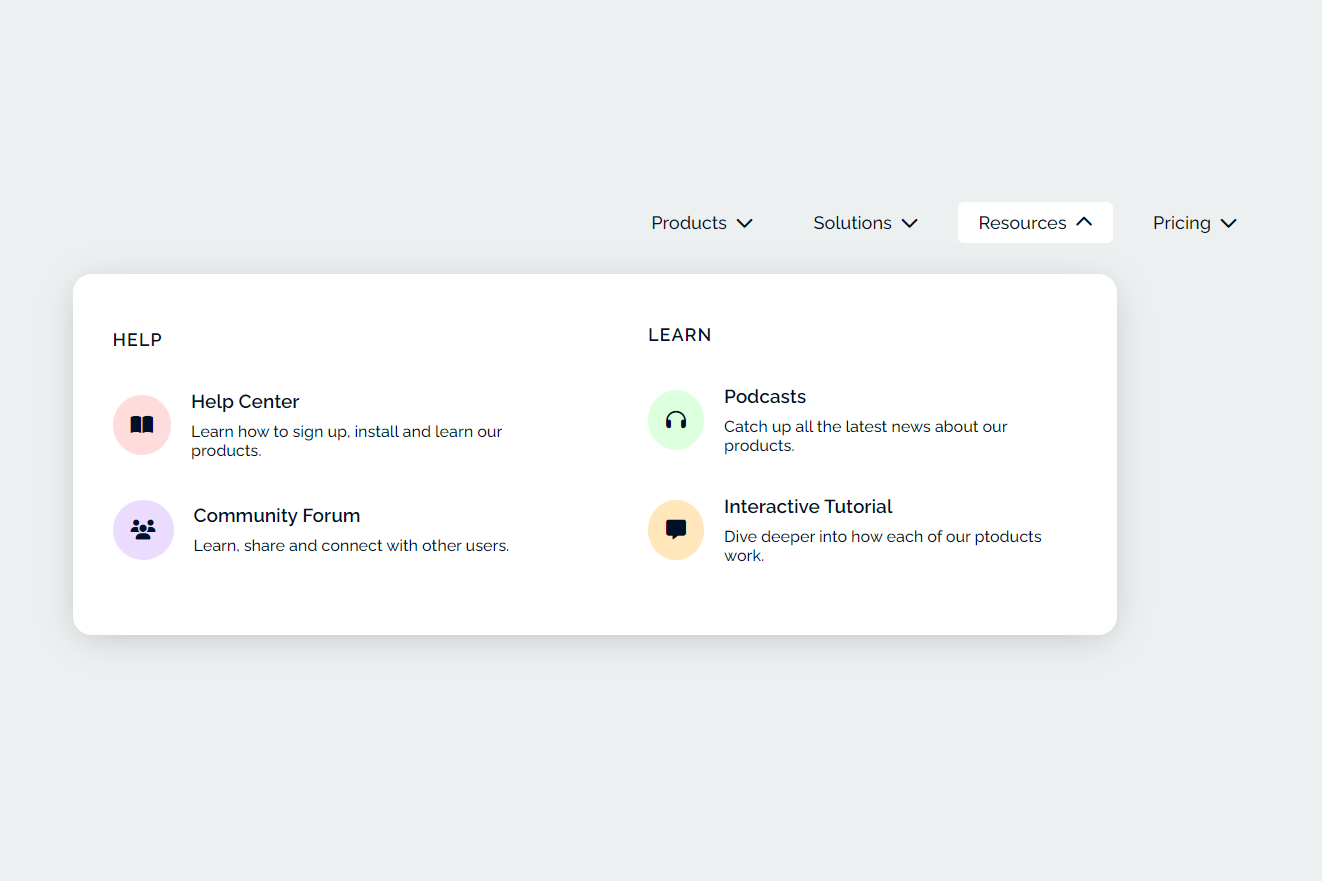 Products
Solutions
Resources
Pricing
HELP
Help Center
Learn how to sign up, install and learn our
products.
Community Forum
Learn, share and connect with other users.
LEARN
Podcasts
Catch up all the latest news about our
products.
Interactive Tutorial
Dive deeper into how each of our ptoducts
work.